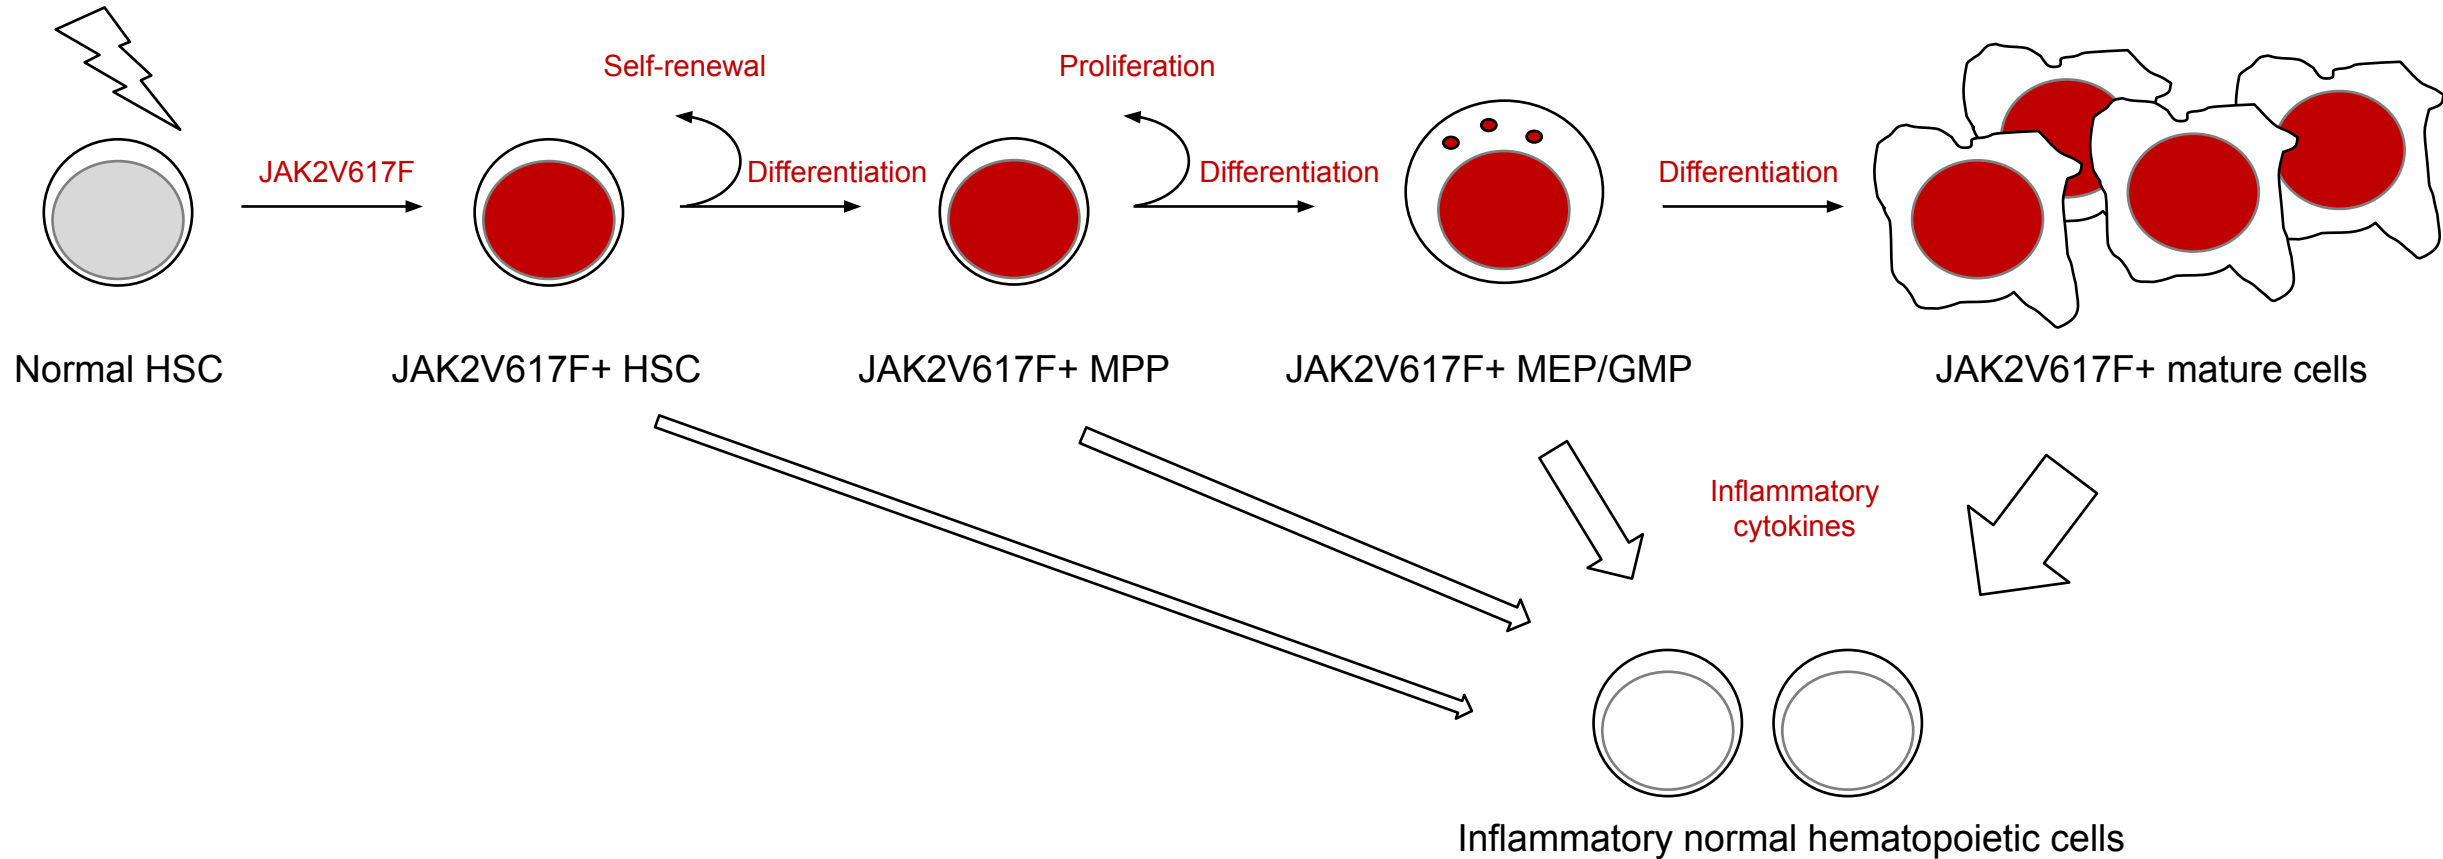 Self-renewal
Proliferation
JAK2V617F
Differentiation
Differentiation
Differentiation
Normal HSC
JAK2V617F+ HSC
JAK2V617F+ MPP
JAK2V617F+ MEP/GMP
JAK2V617F+ mature cells
Inflammatory
cytokines
Inflammatory normal hematopoietic cells